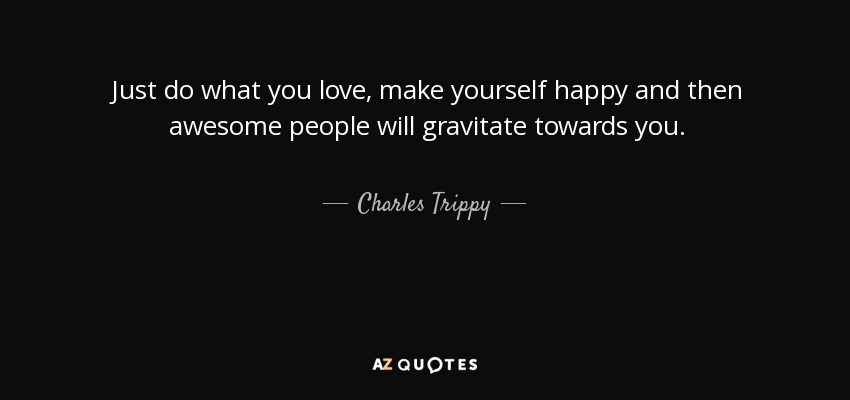 Just do what you love, make yourself happy and then
awesome people will gravitate towards you.
— Charles Trippy —
AZ QUOTES